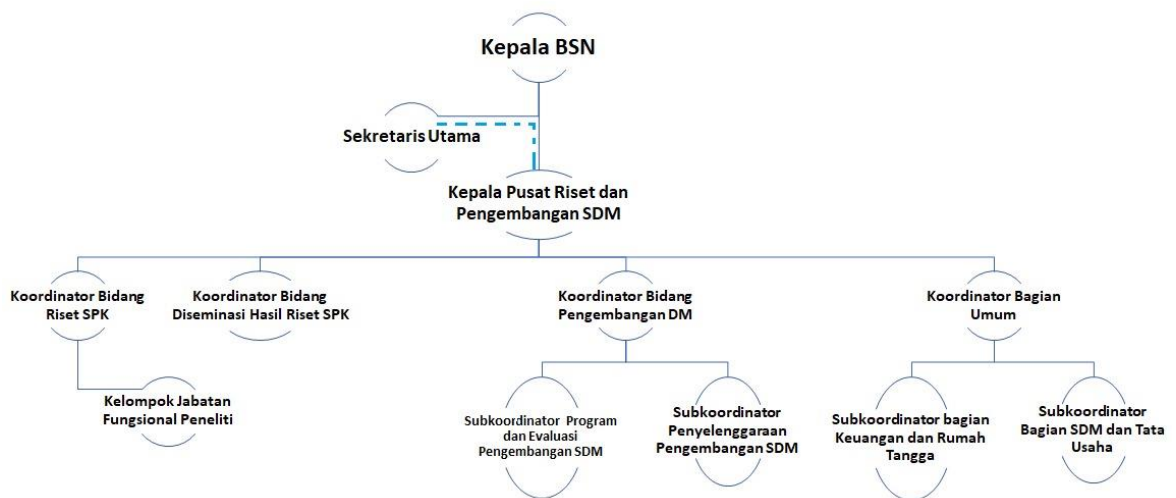 Kepala BSN
Sekretaris Utama
Kepala Pusat Riset dan
Pengembangan SDM
Koordinator Bidang
Riset SPK
Koordinator Bidang
Diseminasi Hasil Riset SPK
Koordinator Bidang
Pengembangan DM
Koordinator Bagian
Umum
Kelompok Jabatan
Fungsional Peneliti
Subkoordinator Program
dan Evaluasi
Pengembangan SDM
Subkoordinator
Penyelenggaraan
Pengembangan SDM
Subkoordinator bagian
Keuangan dan Rumah
Tangga
Subkoordinator
Bagian SDM dan Tata
Usaha